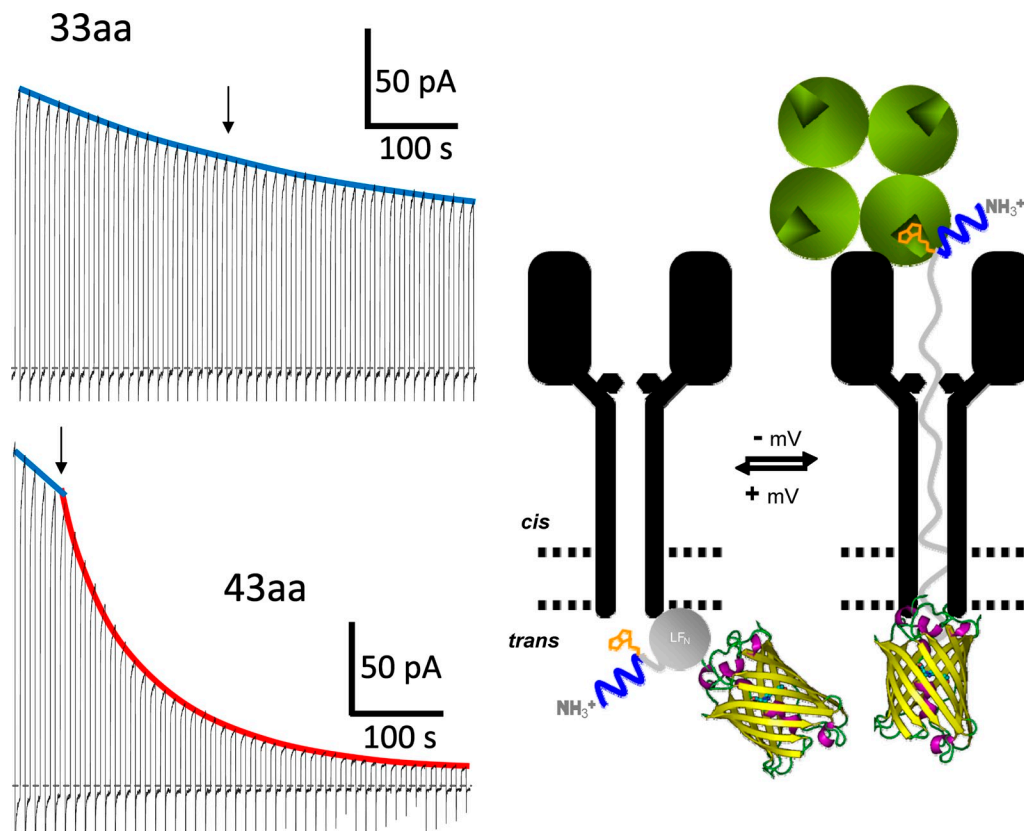 33aa
50 pA
100 s
43aa
50 pA
100 s
NH₃⁺
- mV
+ mV
cis
trans
LFN
NH₃⁺